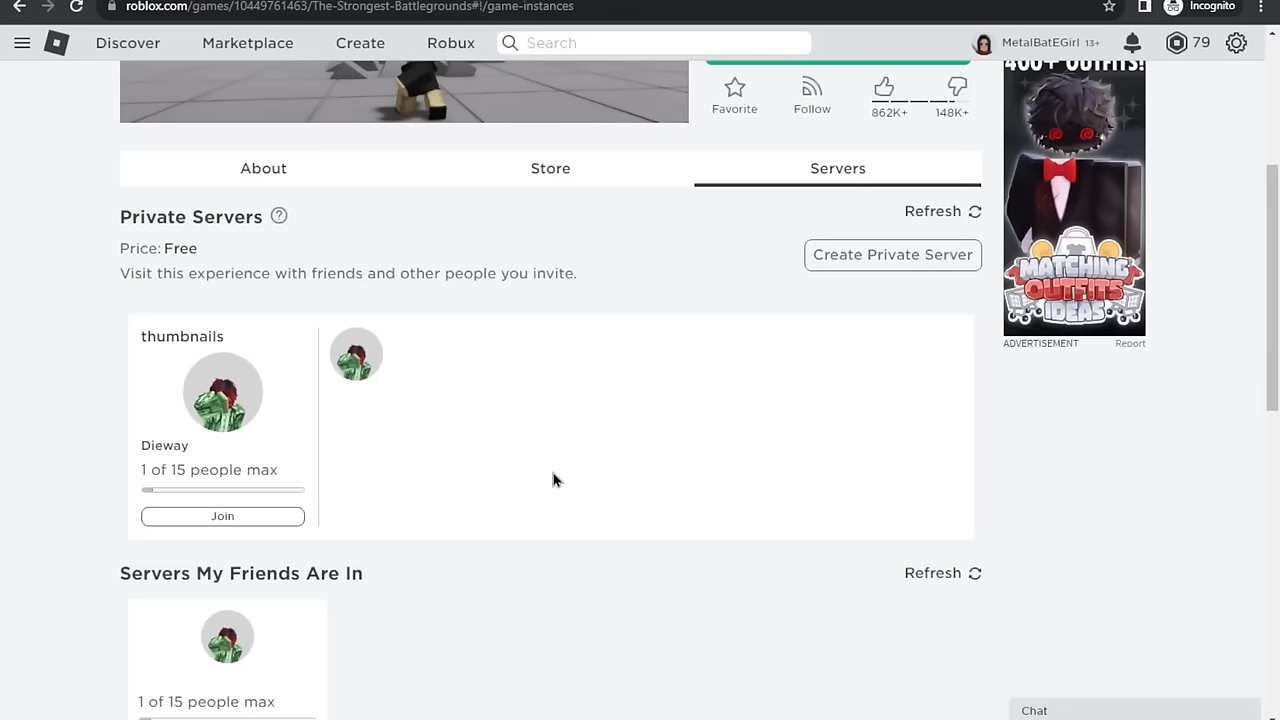 roblox.com/games/10449761463/The-Strongest-Battlegrounds#!/game-instances
Incognito
Discover
Marketplace
Create
Robux
Search
MetalBatEGirl 13+
79
400+ OUTFITS!
Favorite
Follow
862K+
148K+
About
Store
Servers
Private Servers
Refresh
Price: Free
Create Private Server
Visit this experience with friends and other people you invite.
MATCHING
OUTFITS
IDEAS
ADVERTISEMENT
Report
thumbnails
Dieway
1 of 15 people max
Join
Servers My Friends Are In
Refresh
1 of 15 people max
Chat